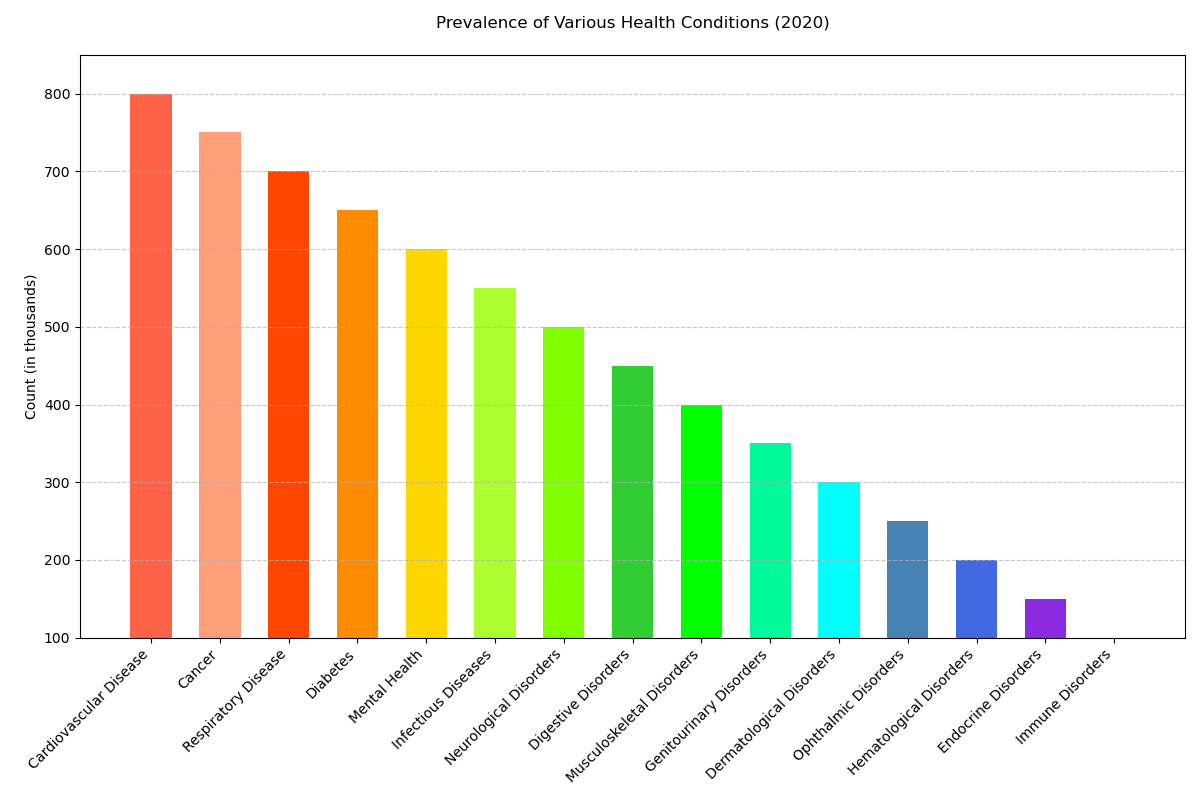 Prevalence of Various Health Conditions (2020)
Count (in thousands)
800
700
600
500
400
300
200
100
Cardiovascular Disease
Cancer
Respiratory Disease
Diabetes
Mental Health
Infectious Diseases
Neurological Disorders
Digestive Disorders
Musculoskeletal Disorders
Genitourinary Disorders
Dermatological Disorders
Ophthalmic Disorders
Hematological Disorders
Endocrine Disorders
Immune Disorders